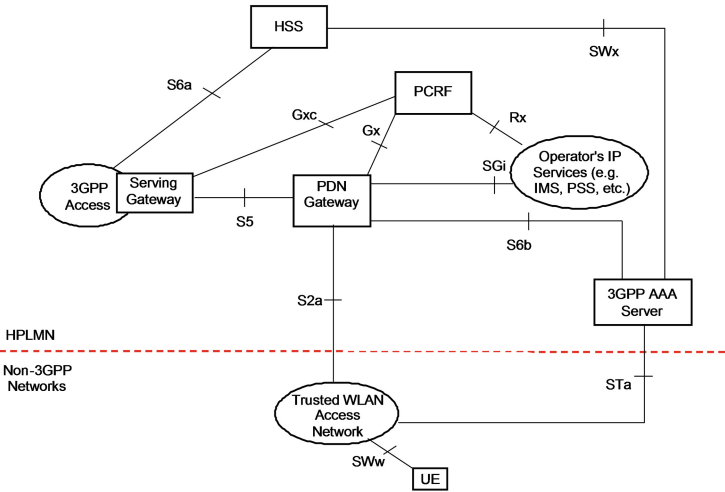 HSS
SWx
S6a
PCRF
Gxc
Rx
Gx
Operator's IP
Services (e.g.
IMS, PSS, etc.)
SGi
3GPP
Access
Serving
Gateway
PDN
Gateway
S5
S6b
3GPP AAA
Server
S2a
HPLMN
Non-3GPP
Networks
STa
Trusted WLAN
Access
Network
SWw
UE